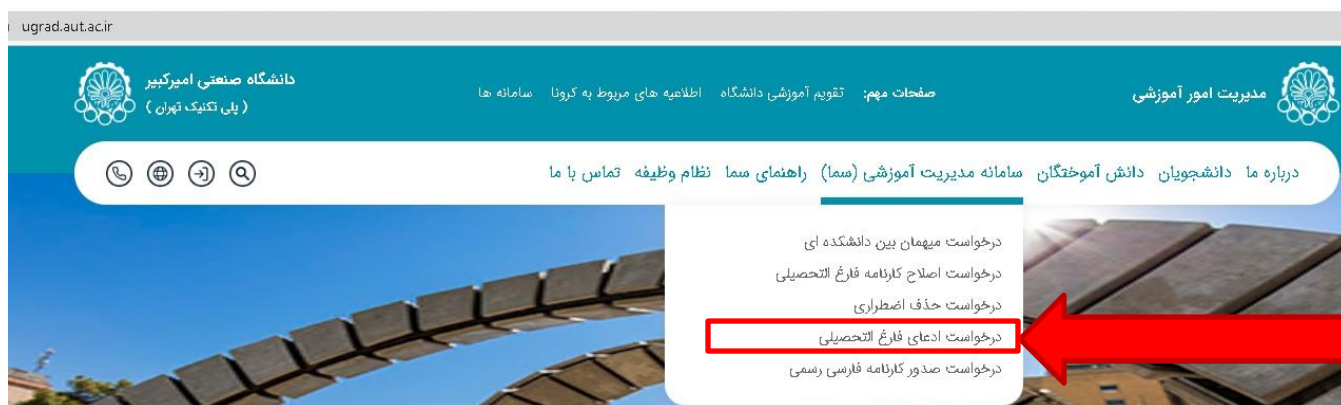 ugrad.aut.ac.ir
مدیریت امور آموزشی
صفحات مهم: تقویم آموزشی دانشگاه اطلاعیه های مربوط به کرونا سامانه ها
دانشگاه صنعتی امیرکبیر
( پلی تکنیک تهران )
درباره ما دانشجویان دانش آموختگان سامانه مدیریت آموزشی (سما) راهنمای سما نظام وظیفه تماس با ما
درخواست میهمان بین دانشکده ای
درخواست اصلاح کارنامه فارغ التحصیلی
درخواست حذف اضطراری
درخواست ادعای فارغ التحصیلی
درخواست صدور کارنامه فارسی رسمی